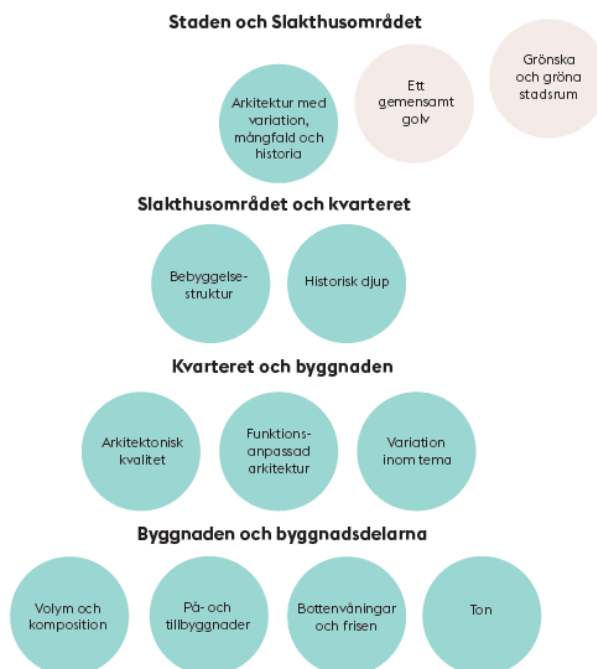 Staden och Slakthusområdet
Arkitektur med
variation,
mångfald och
historia
Ett
gemensamt
golv
Grönska
och gröna
stadsrum
Slakthusområdet och kvarteret
Bebyggelse-
struktur
Historisk djup
Kvarteret och byggnaden
Arkitektonisk
kvalitet
Funktions-
anpassad
arkitektur
Variation
inom tema
Byggnaden och byggnadsdelarna
Volym och
komposition
På- och
tillbyggnader
Bottenvåningar
och frisen
Ton